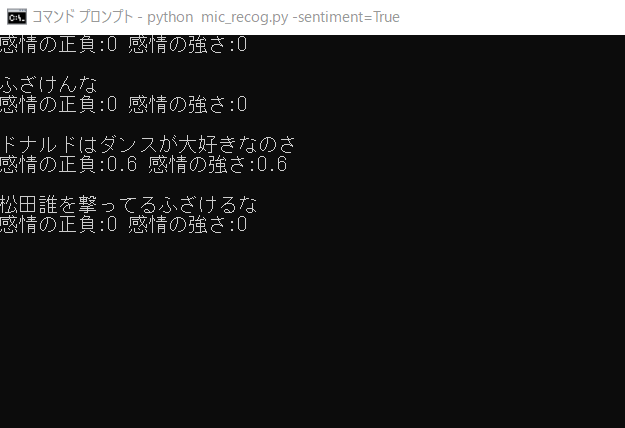 コマンド プロンプト - python  mic_recog.py -sentiment=True
感情の正負:0 感情の強さ:0
ふざけんな
感情の正負:0 感情の強さ:0
ドナルドはダンスが大好きなのさ
感情の正負:0.6 感情の強さ:0.6
松田誰を撃ってるふざけるな
感情の正負:0 感情の強さ:0